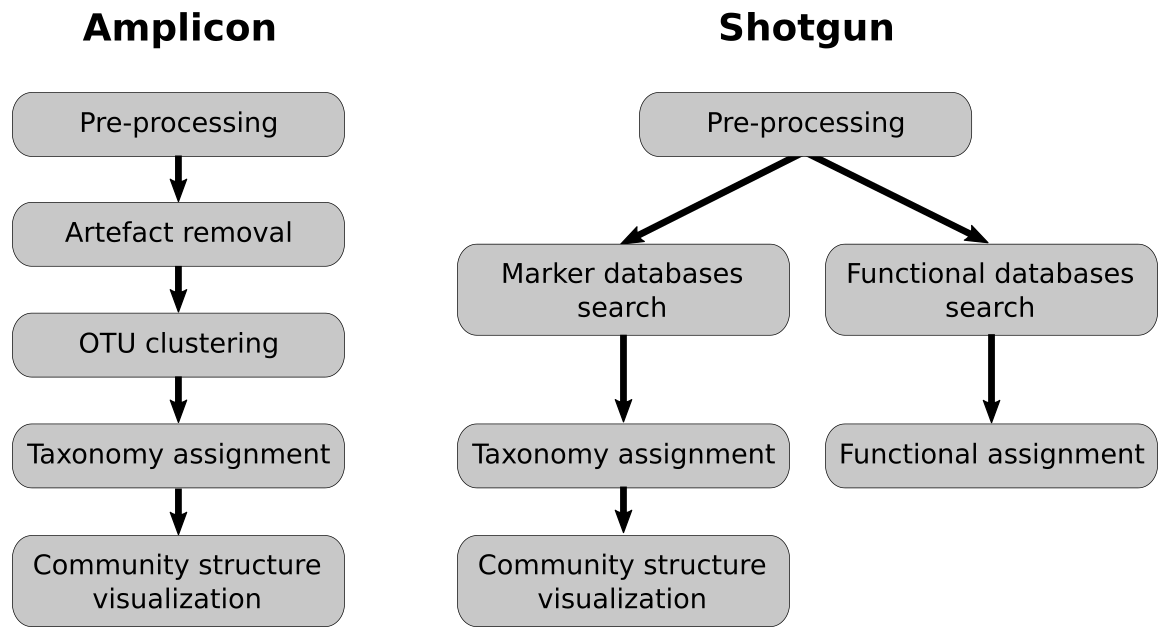 Amplicon
Pre-processing
Artefact removal
OTU clustering
Taxonomy assignment
Community structure
visualization
Shotgun
Pre-processing
Marker databases
search
Taxonomy assignment
Community structure
visualization
Functional databases
search
Functional assignment